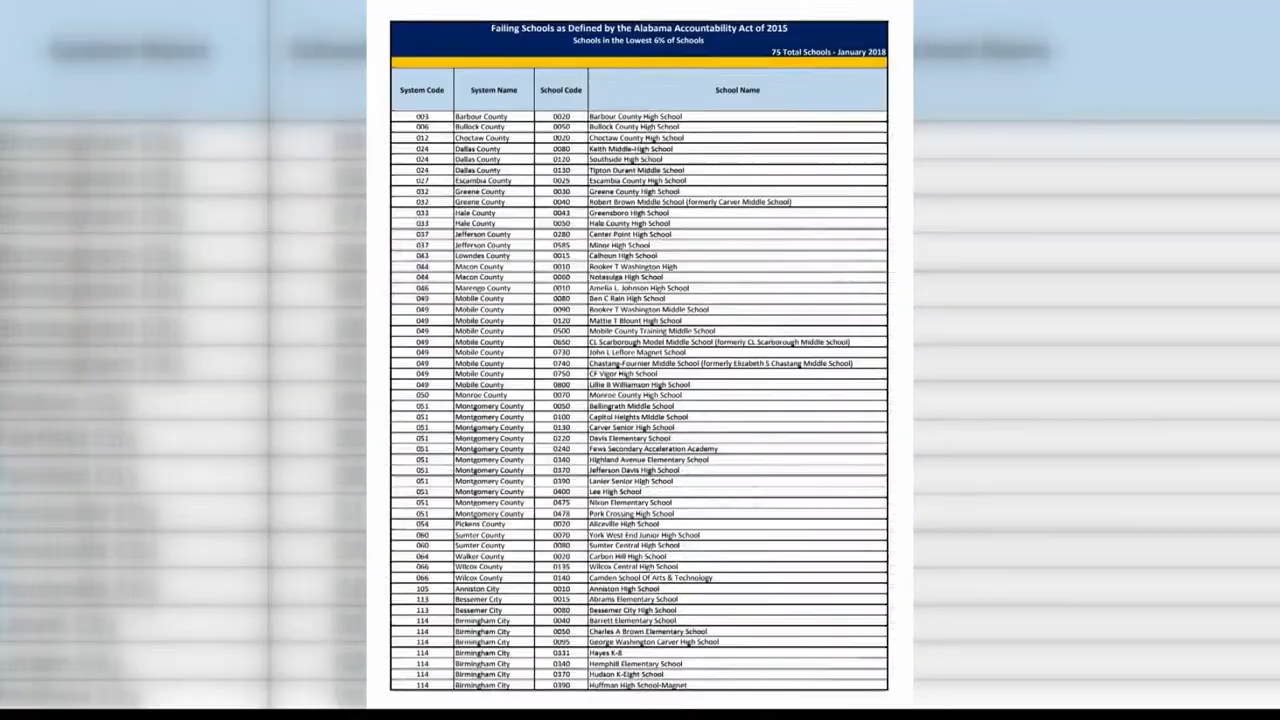 Failing Schools as Defined by the Alabama Accountability Act of 2015
Schools in the Lowest 6% of Schools
75 Total Schools - January 2018
System Code System Name School Code School Name
003 Barbour County 0020 Barbour County High School
006 Bullock County 0050 Bullock County High School
012 Choctaw County 0020 Choctaw County High School
024 Dallas County 0080 Keith Middle-High School
024 Dallas County 0120 Southside High School
024 Dallas County 0130 Tipton Durant Middle School
027 Escambia County 0025 Escambia County High School
032 Greene County 0030 Greene County High School
032 Greene County 0040 Robert Brown Middle School (formerly Carver Middle School)
033 Hale County 0043 Greensboro High School
033 Hale County 0050 Hale County High School
037 Jefferson County 0280 Center Point High School
037 Jefferson County 0585 Minor High School
043 Lowndes County 0015 Calhoun High School
044 Macon County 0010 Booker T Washington High
044 Macon County 0060 Notasulga High School
046 Marengo County 0010 Amelia L Johnson High School
049 Mobile County 0080 Ben C Rain High School
049 Mobile County 0090 Booker T Washington Middle School
049 Mobile County 0120 Mattie T Blount High School
049 Mobile County 0500 Mobile County Training Middle School
049 Mobile County 0650 CL Scarborough Model Middle School (formerly CL Scarborough Middle School)
049 Mobile County 0730 John L Leflore Magnet School
049 Mobile County 0740 Chastang-Fournier Middle School (formerly Elizabeth S Chastang Middle School)
049 Mobile County 0750 CF Vigor High School
049 Mobile County 0800 Lillie B Williamson High School
050 Monroe County 0070 Monroe County High School
051 Montgomery County 0050 Bellingrath Middle School
051 Montgomery County 0100 Capitol Heights Middle School
051 Montgomery County 0130 Carver Senior High School
051 Montgomery County 0220 Davis Elementary School
051 Montgomery County 0240 Fews Secondary Acceleration Academy
051 Montgomery County 0340 Highland Avenue Elementary School
051 Montgomery County 0370 Jefferson Davis High School
051 Montgomery County 0390 Lanier Senior High School
051 Montgomery County 0400 Lee High School
051 Montgomery County 0475 Nixon Elementary School
051 Montgomery County 0478 Park Crossing High School
054 Pickens County 0020 Aliceville High School
060 Sumter County 0070 York West End Junior High School
060 Sumter County 0080 Sumter Central High School
064 Walker County 0020 Carbon Hill High School
066 Wilcox County 0135 Wilcox Central High School
066 Wilcox County 0140 Camden School Of Arts & Technology
105 Anniston City 0010 Anniston High School
113 Bessemer City 0015 Abrams Elementary School
113 Bessemer City 0080 Bessemer City High School
114 Birmingham City 0040 Barrett Elementary School
114 Birmingham City 0050 Charles A Brown Elementary School
114 Birmingham City 0095 George Washington Carver High School
114 Birmingham City 0331 Hayes K-8
114 Birmingham City 0340 Hemphill Elementary School
114 Birmingham City 0370 Hudson K-Eight School
114 Birmingham City 0390 Huffman High School-Magnet